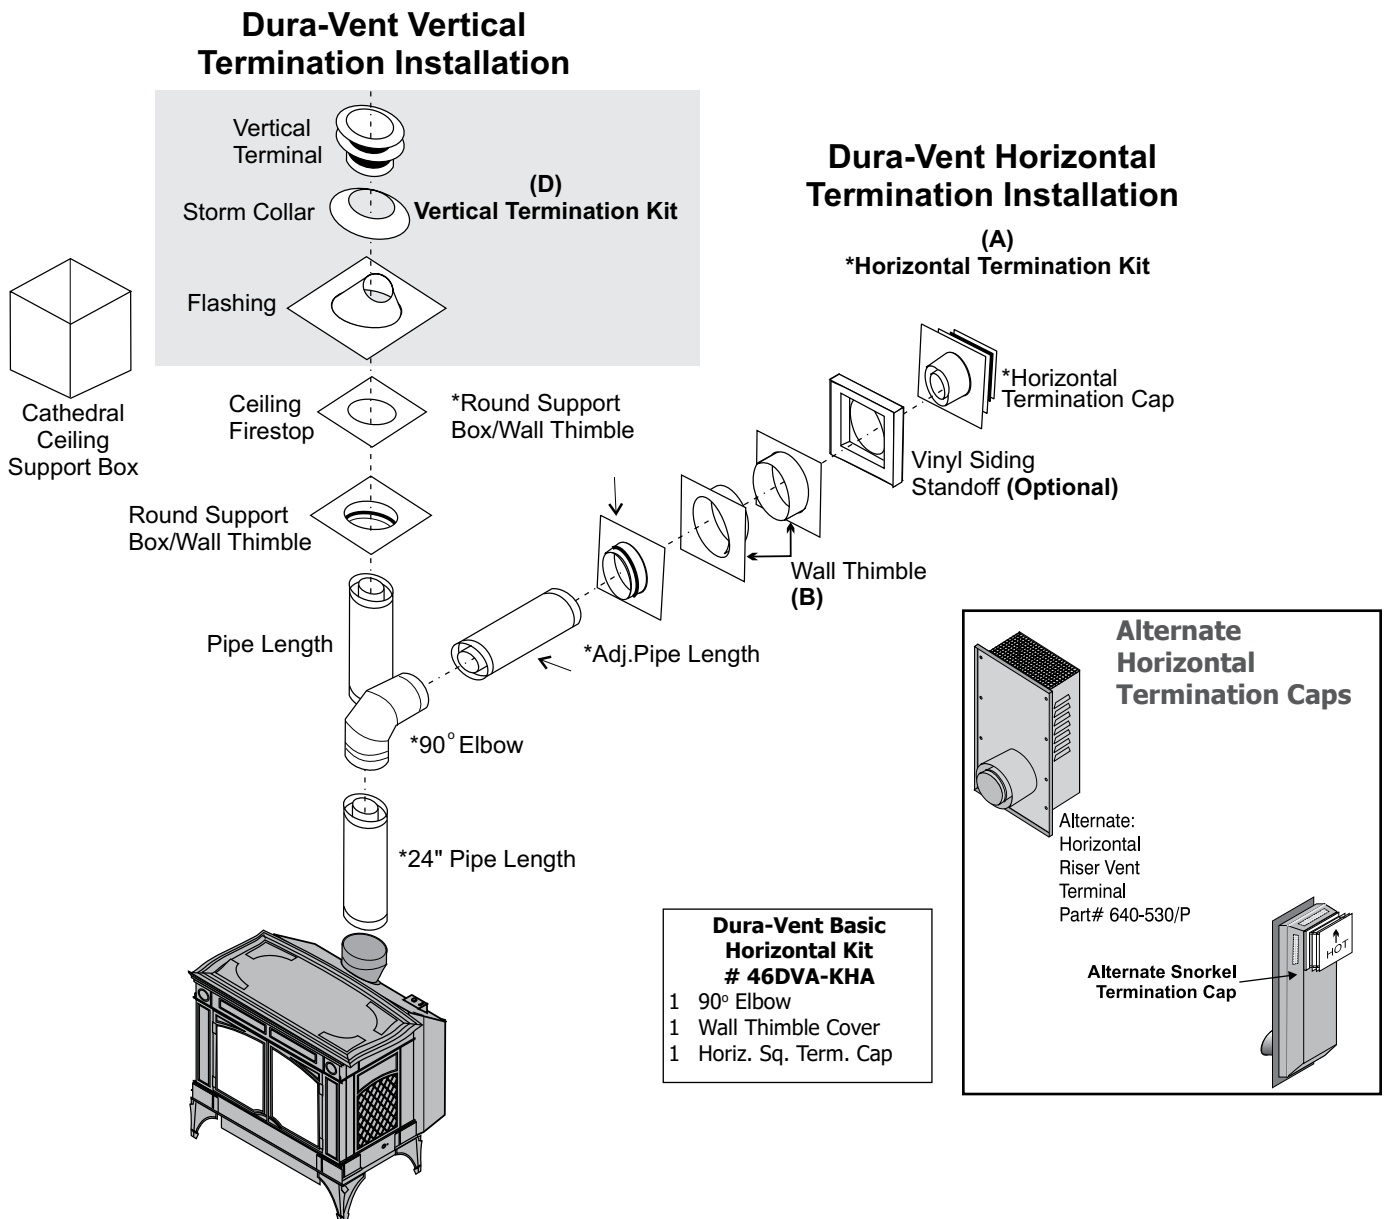 Dura-Vent Vertical
Termination Installation
Vertical
Terminal
(D)
Storm Collar
Vertical Termination Kit
Flashing
Cathedral
Ceiling
Support Box
Ceiling
Firestop
*Round Support
Box/Wall Thimble
Round Support
Box/Wall Thimble
Pipe Length
*Adj.Pipe Length
*90° Elbow
*24" Pipe Length
Dura-Vent Horizontal
Termination Installation
(A)
*Horizontal Termination Kit
*Horizontal
Termination Cap
Vinyl Siding
Standoff (Optional)
Wall Thimble
(B)
Alternate
Horizontal
Termination Caps
Alternate:
Horizontal
Riser Vent
Terminal
Part# 640-530/P
HOT
Alternate Snorkel
Termination Cap
Dura-Vent Basic
Horizontal Kit
# 46DVA-KHA
1 90° Elbow
1 Wall Thimble Cover
1 Horiz. Sq. Term. Cap